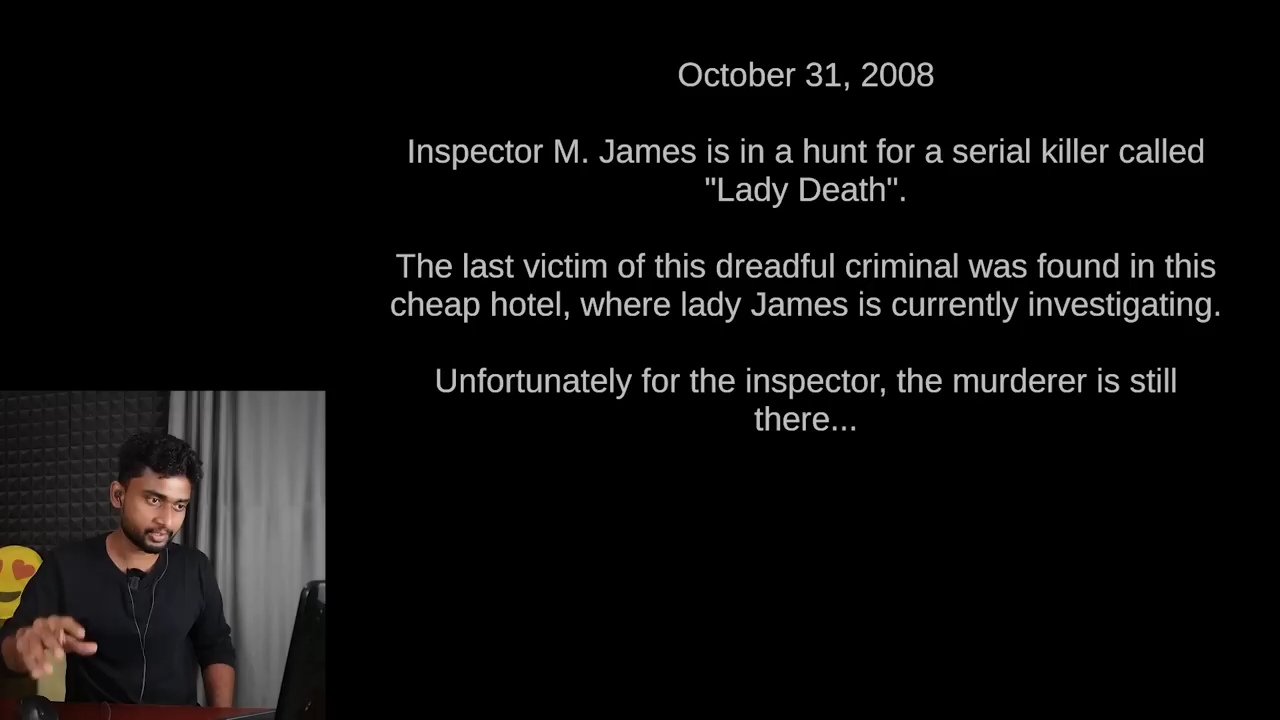 October 31, 2008
Inspector M. James is in a hunt for a serial killer called
"Lady Death".
The last victim of this dreadful criminal was found in this
cheap hotel, where lady James is currently investigating.
Unfortunately for the inspector, the murderer is still
there...